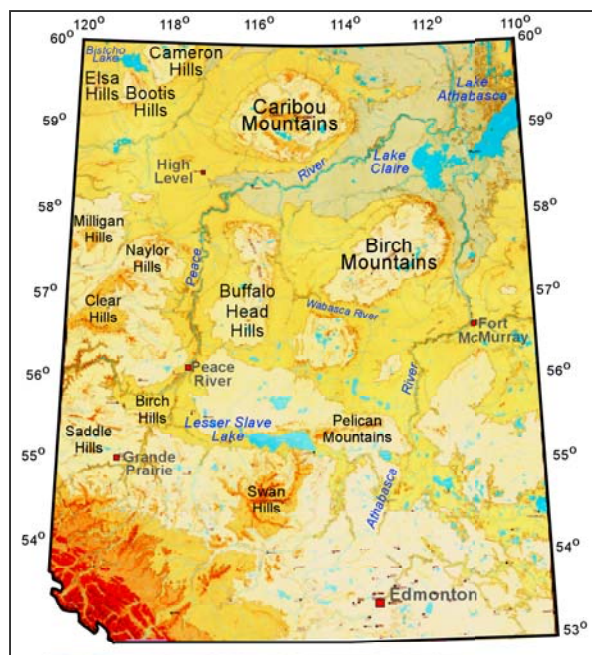 120° 118° 116° 114° 112° 110°
60° 60°
Bistcho
Lake
Cameron
Hills
Elsa
Hills
Bootis
Hills
Lake
Athabasca
59° 59°
Caribou
Mountains
High
Level
River
Lake
Claire
58° 58°
Milligan
Hills
Naylor
Hills
Peace
Birch
Mountains
57° 57°
Clear
Hills
Buffalo
Head
Hills
Wabasca River
Fort
McMurray
56° 56°
Peace
River
River
Birch
Hills
Lesser Slave
Lake
Pelican
Mountains
55° 55°
Saddle
Hills
Grande
Prairie
Swan
Hills
Athabasca
54° 54°
Edmonton
53°